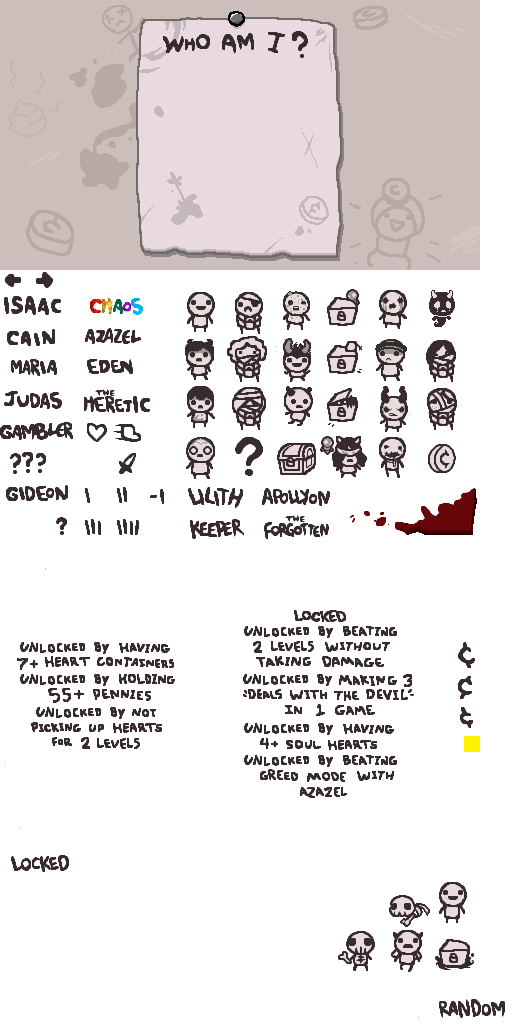 WHO AM I?
ISAAC CHAOS
CAIN AZAZEL
MARIA EDEN
JUDAS THE HERETIC
GAMBLER
???
?
GIDEON I II -I LILITH APOLLYON
? III IIII KEEPER THE FORGOTTEN
LOCKED
UNLOCKED BY BEATING
2 LEVELS WITHOUT
TAKING DAMAGE
UNLOCKED BY MAKING 3
"DEALS WITH THE DEVIL"
IN 1 GAME
UNLOCKED BY HAVING
4+ SOUL HEARTS
UNLOCKED BY BEATING
GREED MODE WITH
AZAZEL
UNLOCKED BY HAVING
7+ HEART CONTAINERS
UNLOCKED BY HOLDING
55+ PENNIES
UNLOCKED BY NOT
PICKING UP HEARTS
FOR 2 LEVELS
¢
¢
¢
LOCKED
RANDOM